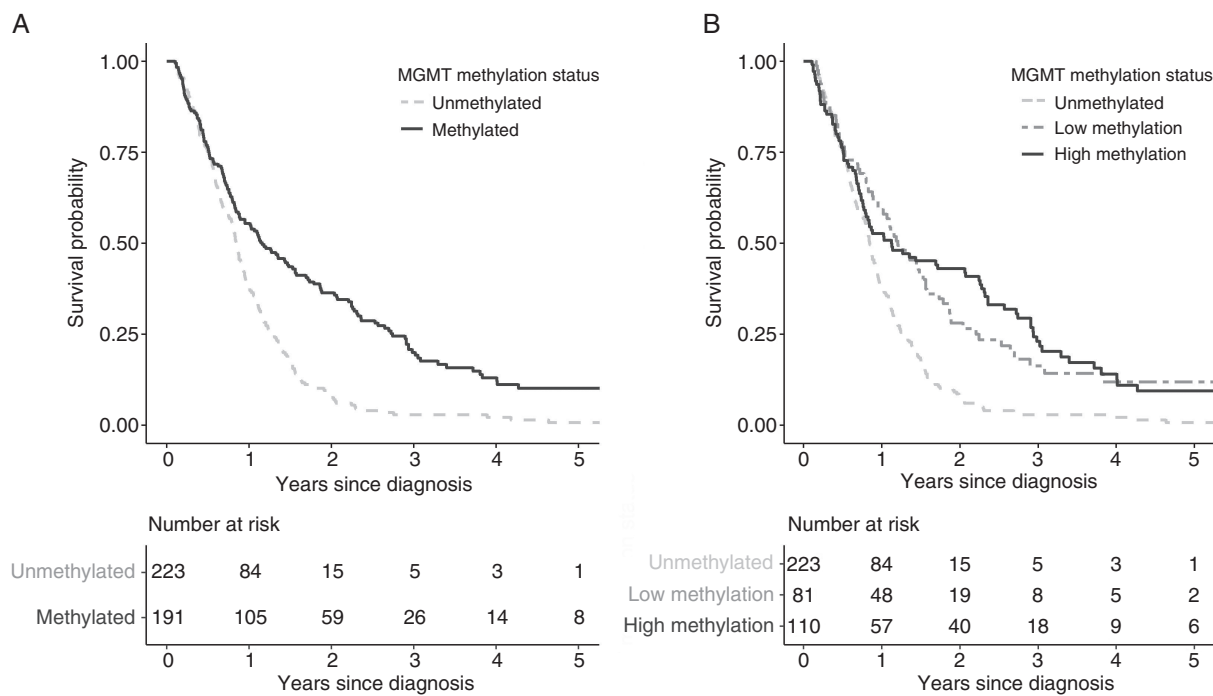 A
1.00
0.75
0.50
0.25
0.00
Survival probability
MGMT methylation status
Unmethylated
Methylated
0 1 2 3 4 5
Years since diagnosis
Number at risk
Unmethylated 223 84 15 5 3 1
Methylated 191 105 59 26 14 8
0 1 2 3 4 5
Years since diagnosis
B
1.00
0.75
0.50
0.25
0.00
Survival probability
MGMT methylation status
Unmethylated
Low methylation
High methylation
0 1 2 3 4 5
Years since diagnosis
Number at risk
Unmethylated 223 84 15 5 3 1
Low methylation 81 48 19 8 5 2
High methylation 110 57 40 18 9 6
0 1 2 3 4 5
Years since diagnosis